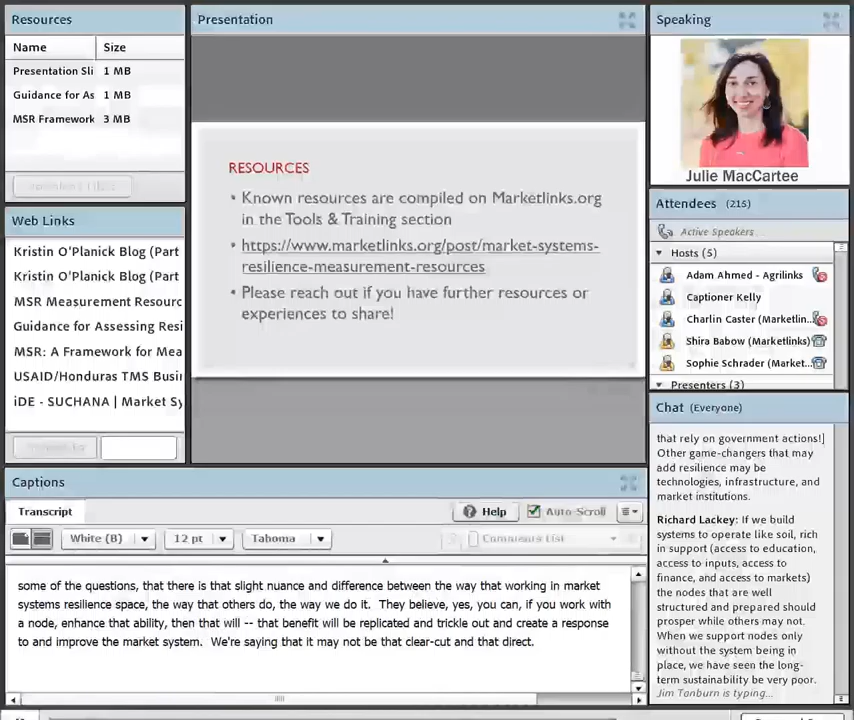 Resources
Name
Size
Presentation Sli 1 MB
Guidance for As 1 MB
MSR Framework 3 MB
Web Links
Kristin O'Planick Blog (Part
Kristin O'Planick Blog (Part
MSR Measurement Resourc
Guidance for Assessing Resi
MSR: A Framework for Mea
USAID/Honduras TMS Busin
iDE - SUCHANA | Market Sy
Presentation
RESOURCES
• Known resources are compiled on Marketlinks.org
in the Tools & Training section
• https://www.marketlinks.org/post/market-systems-
resilience-measurement-resources
• Please reach out if you have further resources or
experiences to share!
Captions
Transcript
Help
Auto-Scroll
White (B)
12 pt
Tahoma
Comments List
some of the questions, that there is that slight nuance and difference between the way that working in market
systems resilience space, the way that others do, the way we do it. They believe, yes, you can, if you work with
a node, enhance that ability, then that will -- that benefit will be replicated and trickle out and create a response
to and improve the market system. We're saying that it may not be that clear-cut and that direct.
Speaking
Julie MacCartee
Attendees (215)
Active Speakers
Hosts (5)
Adam Ahmed - Agrilinks
Captioner Kelly
Charlin Caster (Marketlin...
Shira Babow (Marketlinks)
Sophie Schrader (Market...
Presenters (3)
Chat (Everyone)
that rely on government actions!]
Other game-changers that may
add resilience may be
technologies, infrastructure, and
market institutions.
Richard Lackey: If we build
systems to operate like soil, rich
in support (access to education,
access to inputs, access to
finance, and access to markets)
the nodes that are well
structured and prepared should
prosper while others may not.
When we support nodes only
without the system being in
place, we have seen the long-
term sustainability be very poor.
Jim Tanburn is typing...